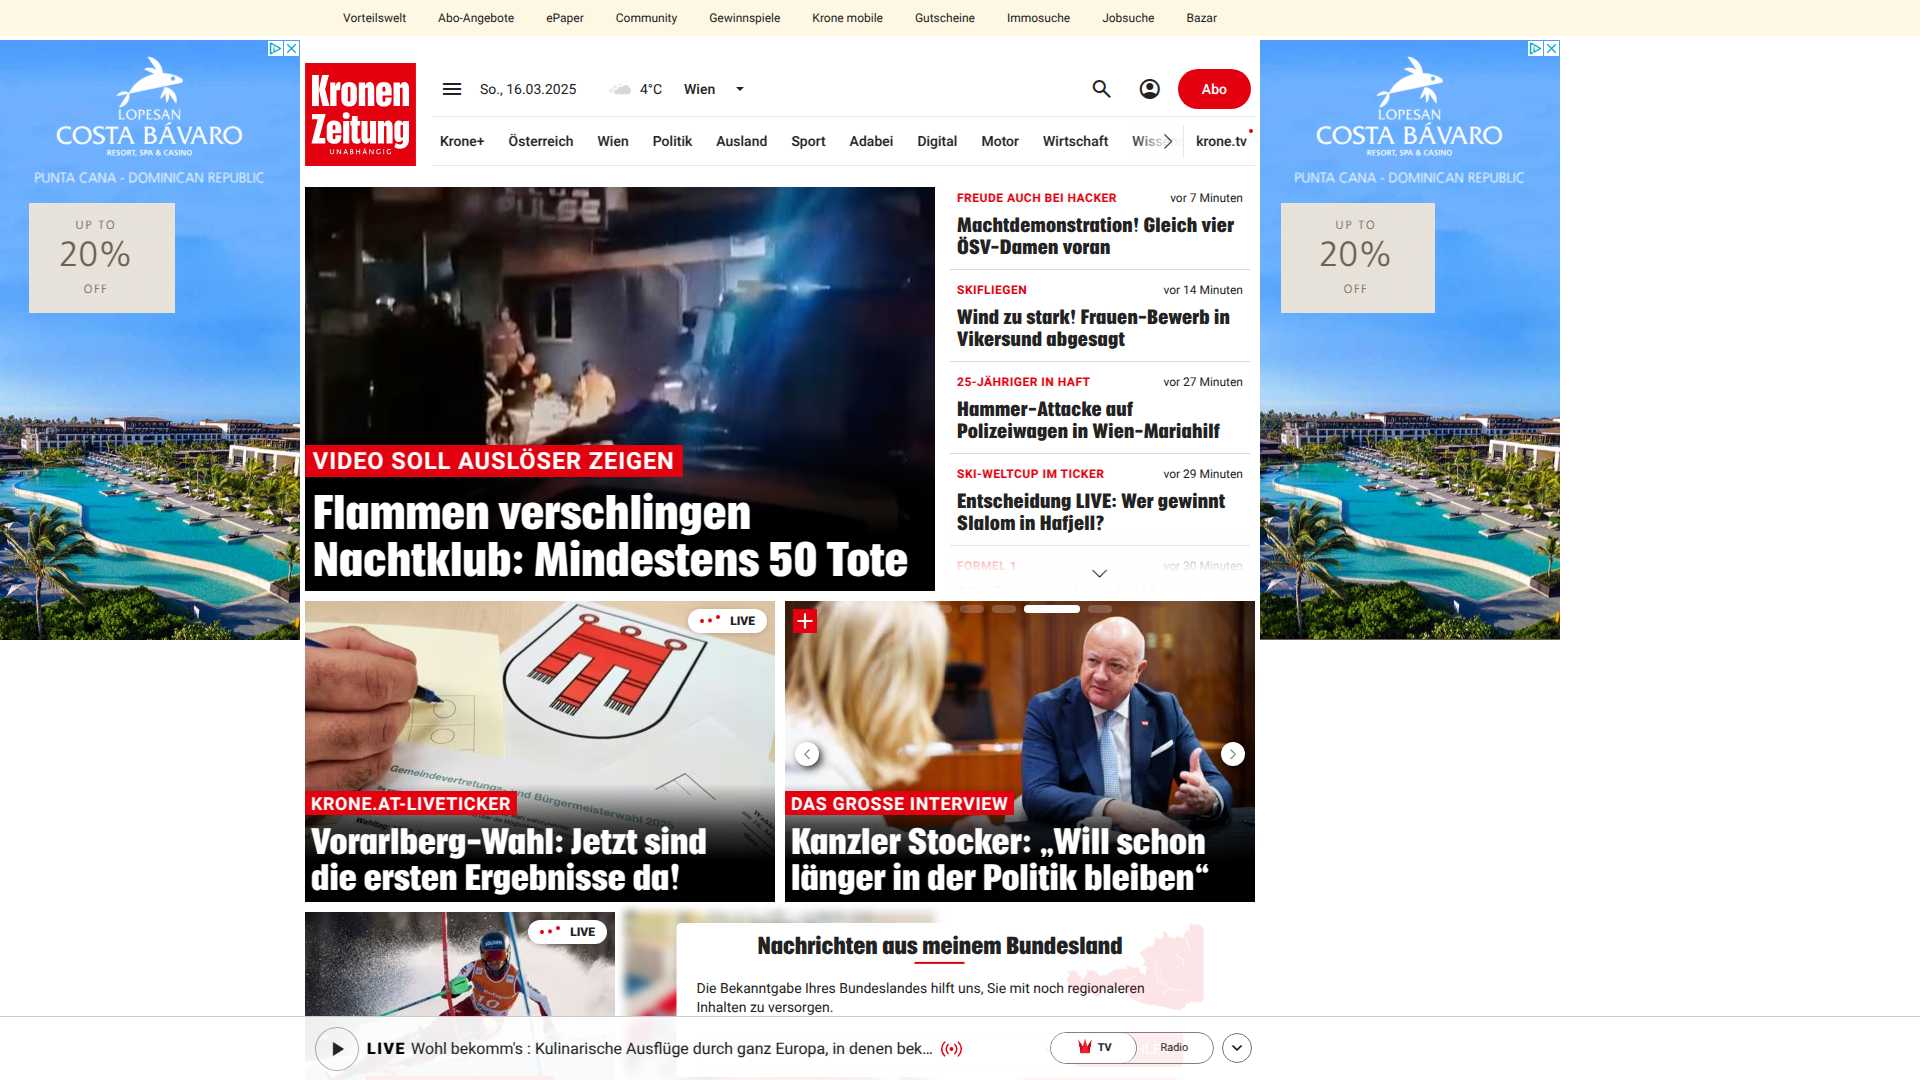 Vorteilswelt Abo-Angebote ePaper Community Gewinnspiele Krone mobile Gutscheine Immosuche Jobsuche Bazar
LOPESAN
COSTA BÁVARO
RESORT, SPA & CASINO
PUNTA CANA - DOMINICAN REPUBLIC
UP TO
20%
OFF
Kronen
Zeitung
UNABHÄNGIG
So., 16.03.2025 4°C Wien
Abo
Krone+ Österreich Wien Politik Ausland Sport Adabei Digital Motor Wirtschaft krone.tv
PULSE
VIDEO SOLL AUSLÖSER ZEIGEN
Flammen verschlingen
Nachtklub: Mindestens 50 Tote
FREUDE AUCH BEI HACKER vor 7 Minuten
Machtdemonstration! Gleich vier
ÖSV-Damen voran
SKIFLIEGEN vor 14 Minuten
Wind zu stark! Frauen-Bewerb in
Vikersund abgesagt
25-JÄHRIGER IN HAFT vor 27 Minuten
Hammer-Attacke auf
Polizeiwagen in Wien-Mariahilf
SKI-WELTCUP IM TICKER vor 29 Minuten
Entscheidung LIVE: Wer gewinnt
Slalom in Hafjell?
FORMEL 1 vor 30 Minuten
LOPESAN
COSTA BÁVARO
RESORT, SPA & CASINO
PUNTA CANA - DOMINICAN REPUBLIC
UP TO
20%
OFF
LIVE
Gemeindevertretungs- und Bürgermeisterwahl 2025
KRONE.AT-LIVETICKER
Vorarlberg-Wahl: Jetzt sind
die ersten Ergebnisse da!
DAS GROSSE INTERVIEW
Kanzler Stocker: „Will schon
länger in der Politik bleiben“
LIVE
10
Nachrichten aus meinem Bundesland
Die Bekanntgabe Ihres Bundeslandes hilft uns, Sie mit noch regionaleren
Inhalten zu versorgen.
LIVE Wohl bekomm's : Kulinarische Ausflüge durch ganz Europa, in denen bek...
TV Radio